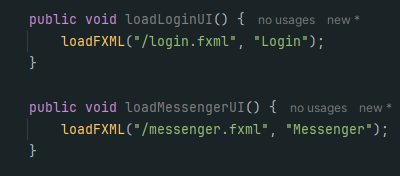 public void loadLoginUI() { no usages new *
loadFXML("/login.fxml", "Login");
}
public void loadMessengerUI() { no usages new *
loadFXML("/messenger.fxml", "Messenger");
}